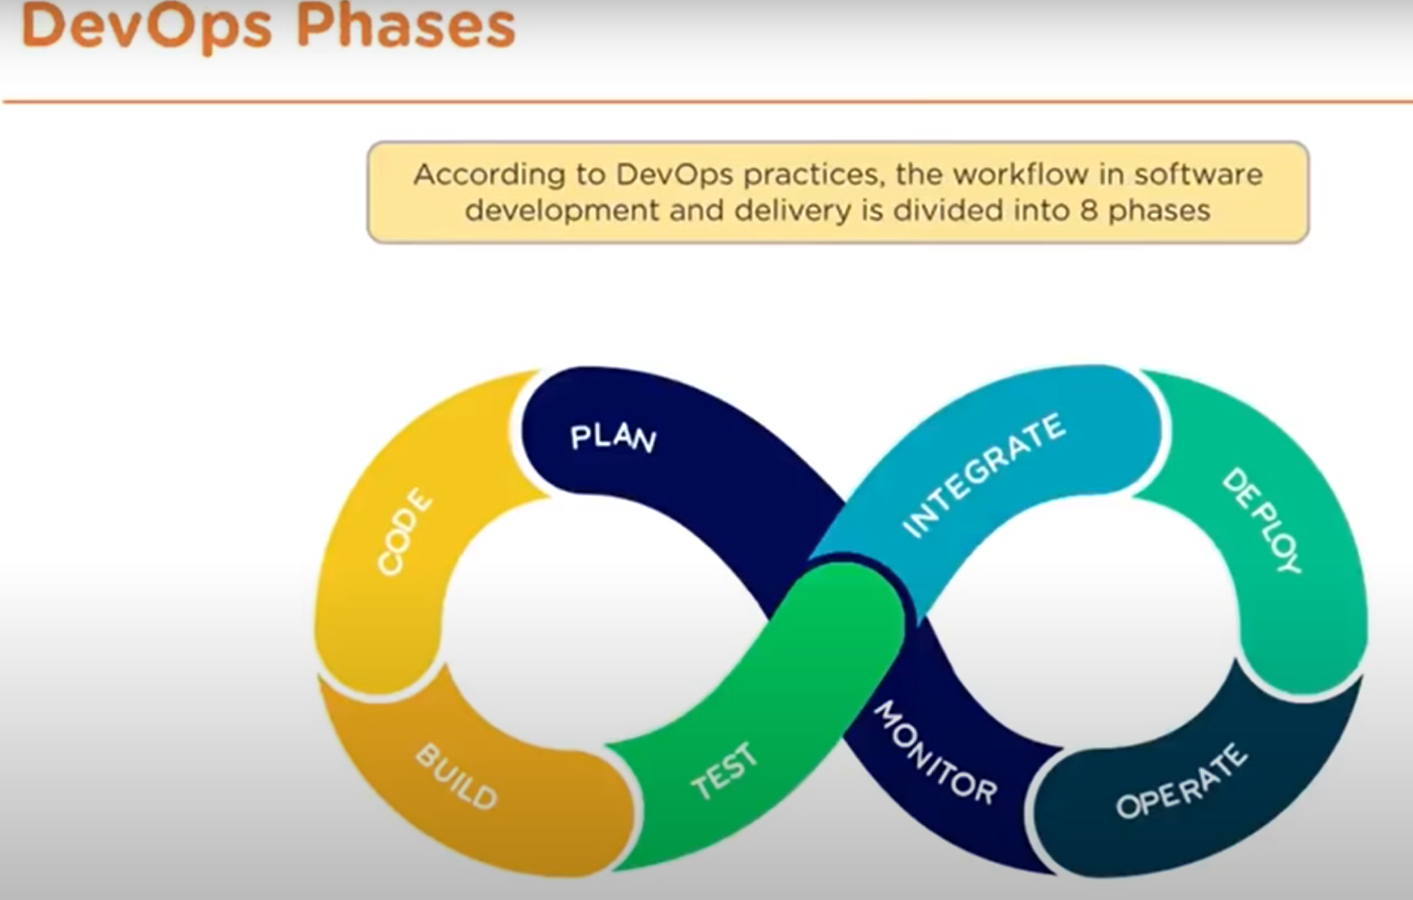 DevOps Phases
According to DevOps practices, the workflow in software
development and delivery is divided into 8 phases
PLAN
CODE
BUILD
TEST
INTEGRATE
DEPLOY
OPERATE
MONITOR